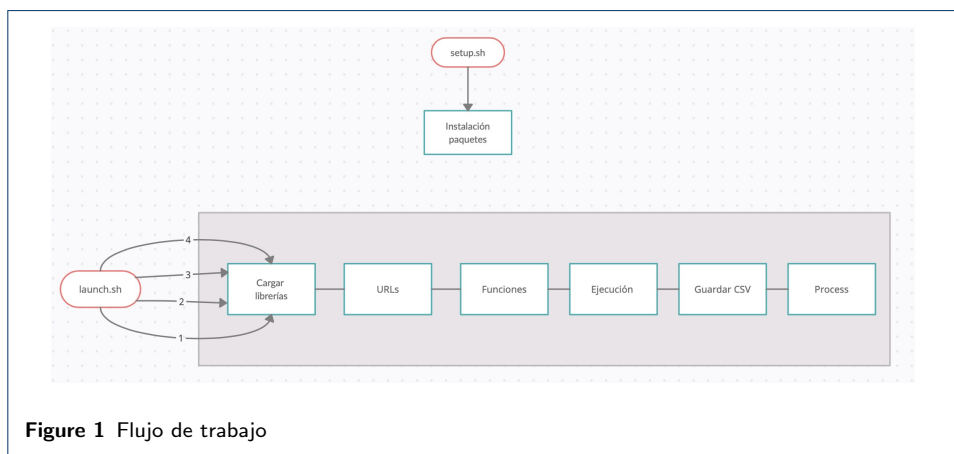 setup.sh
Instalación
paquetes
4
3
2
1
launch.sh
Cargar
librerías
URLs
Funciones
Ejecución
Guardar CSV
Process
Figure 1 Flujo de trabajo